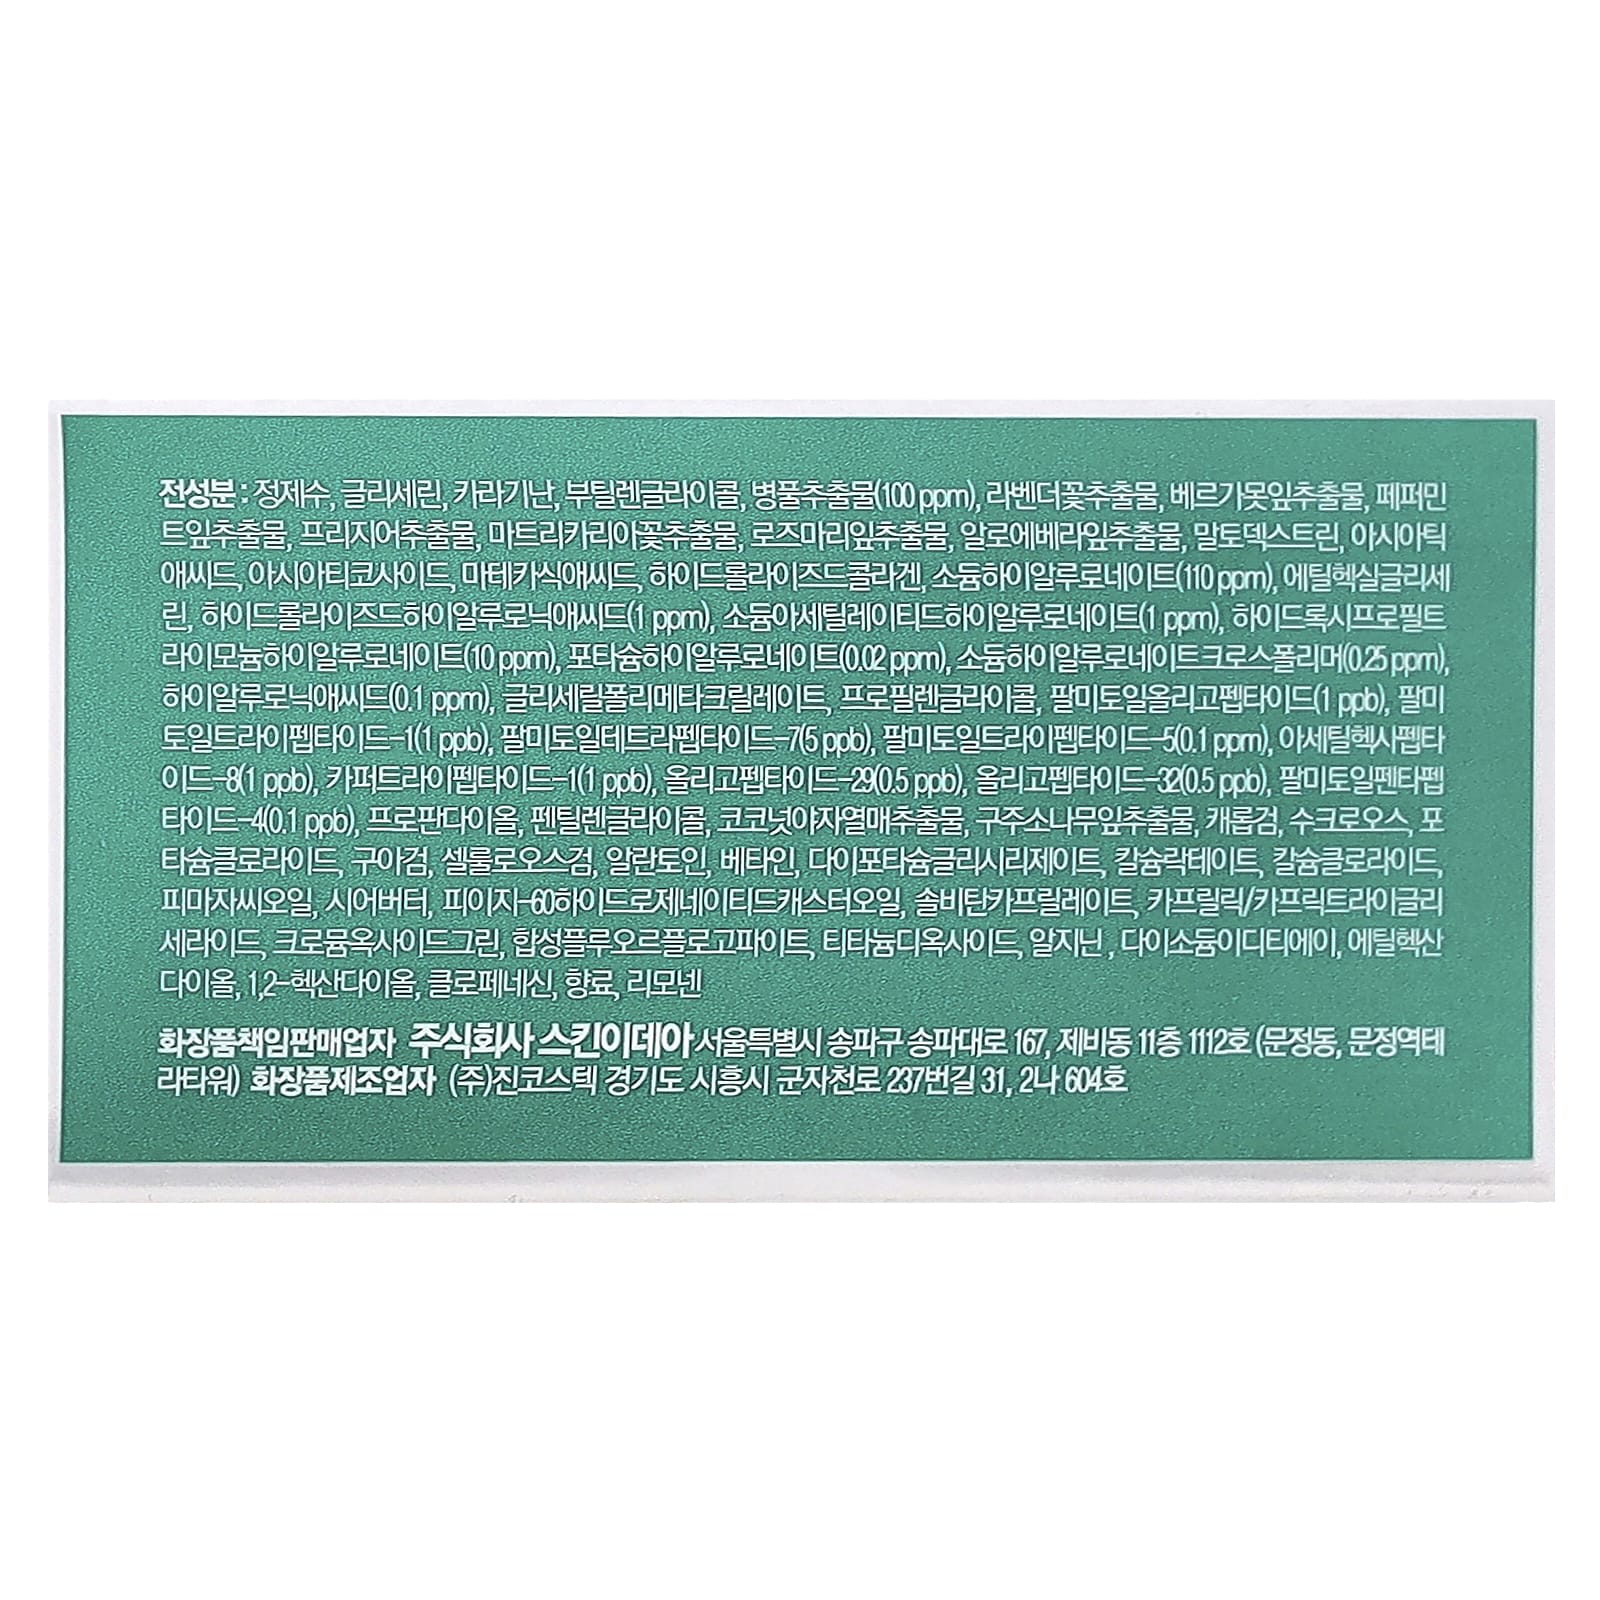 전성분 : 정제수, 글리세린, 카라기난, 부틸렌글라이콜, 병풀추출물(100 ppm), 라벤더꽃추출물, 베르가못잎추출물, 페퍼민
트잎추출물, 프리지어추출물, 마트리카리아꽃추출물, 로즈마리잎추출물, 알로에베라잎추출물, 말토덱스트린, 아시아틱
애씨드, 아시아티코사이드, 마데카식애씨드, 하이드롤라이즈드콜라겐, 소듐하이알루로네이트(110 ppm), 에틸헥실글리세
린, 하이드롤라이즈드하이알루로닉애씨드(1 ppm), 소듐아세틸레이티드하이알루로네이트(1 ppm), 하이드록시프로필트
라이모늄하이알루로네이트(10 ppm), 포타슘하이알루로네이트(0.02 ppm), 소듐하이알루로네이트크로스폴리머(0.25 ppm),
하이알루로닉애씨드(0.1 ppm), 글리세릴폴리메타크릴레이트, 프로필렌글라이콜, 팔미토일올리고펩타이드(1 ppb), 팔미
토일트라이펩타이드-1(1 ppb), 팔미토일테트라펩타이드-7(5 ppb), 팔미토일트라이펩타이드-5(0.1 ppm), 아세틸헥사펩타
이드-8(1 ppb), 카퍼트라이펩타이드-1(1 ppb), 올리고펩타이드-29(0.5 ppb), 올리고펩타이드-32(0.5 ppb), 팔미토일펜타펩
타이드-4(0.1 ppb), 프로판다이올, 펜틸렌글라이콜, 코코넛야자열매추출물, 구주소나무잎추출물, 캐롭검, 수크로오스, 포
타슘클로라이드, 구아검, 셀룰로오스검, 알란토인, 베타인, 다이포타슘글리시리제이트, 칼슘락테이트, 칼슘클로라이드,
피마자씨오일, 시어버터, 피이지-60하이드로제네이티드캐스터오일, 솔비탄카프릴레이트, 카프릴릭/카프릭트라이글리
세라이드, 크로뮴옥사이드그린, 합성플루오르플로고파이트, 티타늄디옥사이드, 알지닌 , 다이소듐이디티에이, 에틸헥산
다이올, 1,2-헥산다이올, 클로페네신, 향료, 리모넨
화장품책임판매업자 주식회사 스킨이데아 서울특별시 송파구 송파대로 167, 제비동 11층 1112호 (문정동, 문정역테
라타워) 화장품제조업자 (주)진코스텍 경기도 시흥시 군자천로 237번길 31, 2나 604호